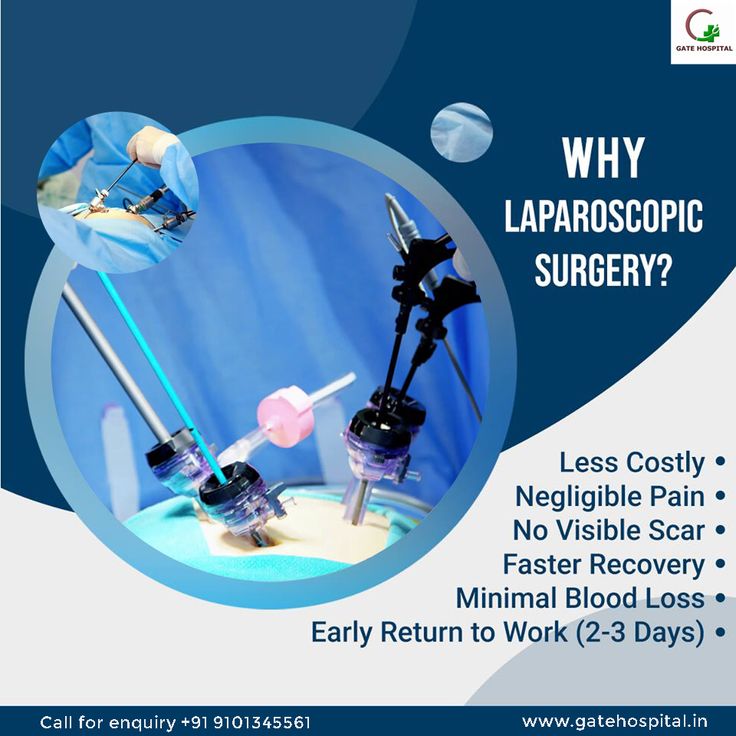 GATE HOSPITAL
WHY
LAPAROSCOPIC
SURGERY?
Less Costly •
Negligible Pain •
No Visible Scar •
Faster Recovery •
Minimal Blood Loss •
Early Return to Work (2-3 Days) •
Call for enquiry +91 9101345561
www.gatehospital.in